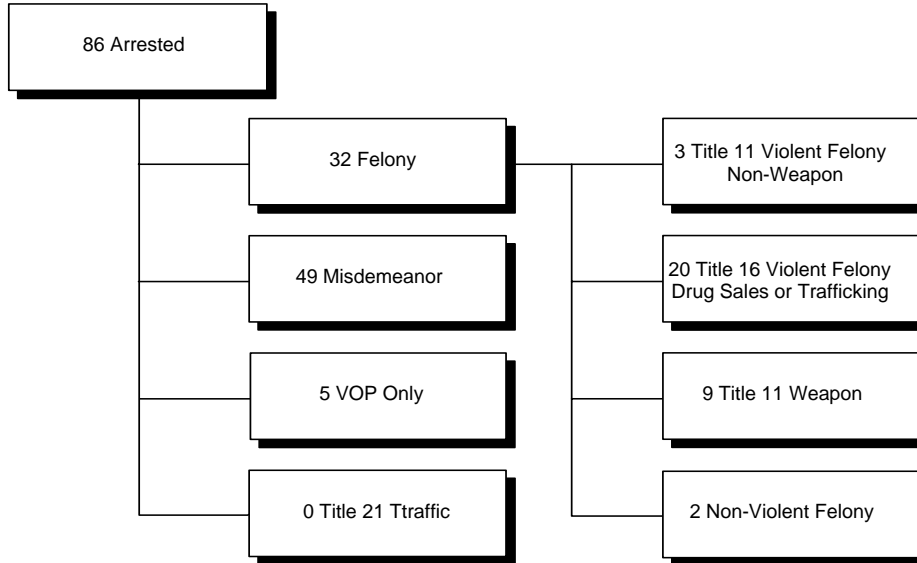 86 Arrested
32 Felony
3 Title 11 Violent Felony
Non-Weapon
49 Misdemeanor
20 Title 16 Violent Felony
Drug Sales or Trafficking
5 VOP Only
9 Title 11 Weapon
0 Title 21 Ttraffic
2 Non-Violent Felony